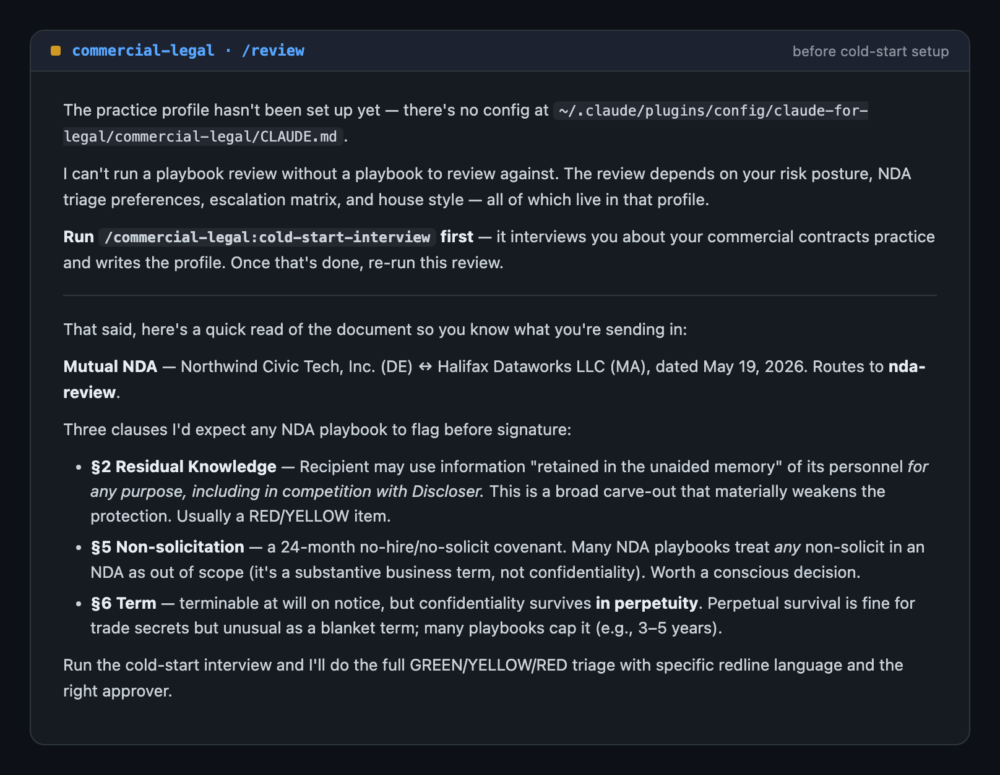 commercial-legal · /review
before cold-start setup
The practice profile hasn't been set up yet — there's no config at ~/.claude/plugins/config/claude-for-
legal/commercial-legal/CLAUDE.md.
I can't run a playbook review without a playbook to review against. The review depends on your risk posture, NDA
triage preferences, escalation matrix, and house style — all of which live in that profile.
Run /commercial-legal:cold-start-interview first — it interviews you about your commercial contracts practice
and writes the profile. Once that's done, re-run this review.
That said, here's a quick read of the document so you know what you're sending in:
Mutual NDA — Northwind Civic Tech, Inc. (DE) ↔ Halifax Dataworks LLC (MA), dated May 19, 2026. Routes to nda-
review.
Three clauses I'd expect any NDA playbook to flag before signature:
• §2 Residual Knowledge — Recipient may use information "retained in the unaided memory" of its personnel for
any purpose, including in competition with Discloser. This is a broad carve-out that materially weakens the
protection. Usually a RED/YELLOW item.
• §5 Non-solicitation — a 24-month no-hire/no-solicit covenant. Many NDA playbooks treat any non-solicit in an
NDA as out of scope (it's a substantive business term, not confidentiality). Worth a conscious decision.
• §6 Term — terminable at will on notice, but confidentiality survives in perpetuity. Perpetual survival is fine for
trade secrets but unusual as a blanket term; many playbooks cap it (e.g., 3–5 years).
Run the cold-start interview and I'll do the full GREEN/YELLOW/RED triage with specific redline language and the
right approver.